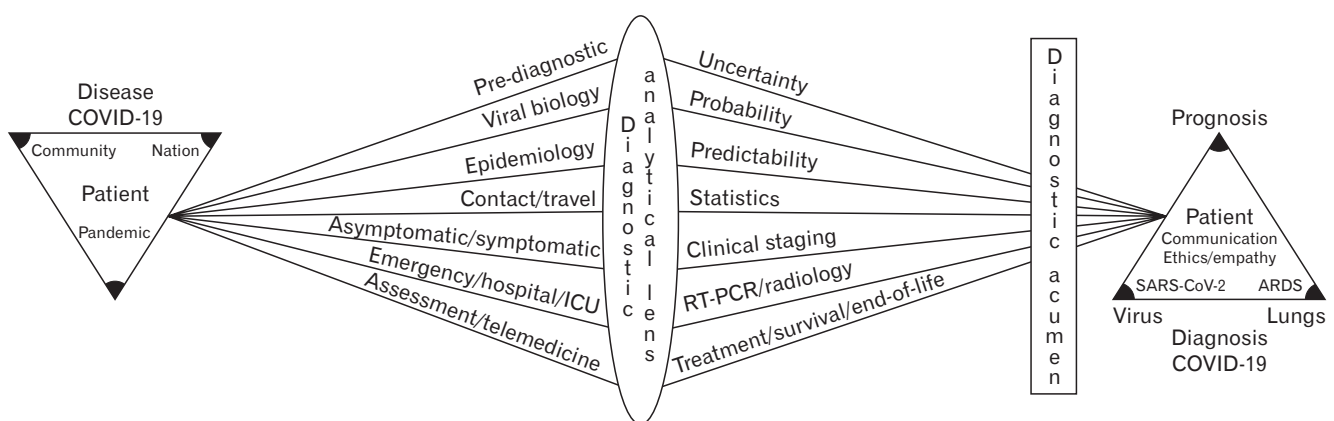 Disease
COVID-19
Community
Nation
Patient
Pandemic
Pre-diagnostic
Viral biology
Epidemiology
Contact/travel
Asymptomatic/symptomatic
Emergency/hospital/ICU
Assessment/telemedicine
Diagnostic
analytical lens
Uncertainty
Probability
Predictability
Statistics
Clinical staging
RT-PCR/radiology
Treatment/survival/end-of-life
Diagnostic acumen
Prognosis
Patient
Communication
Ethics/empathy
SARS-CoV-2
ARDS
Virus
Lungs
Diagnosis
COVID-19